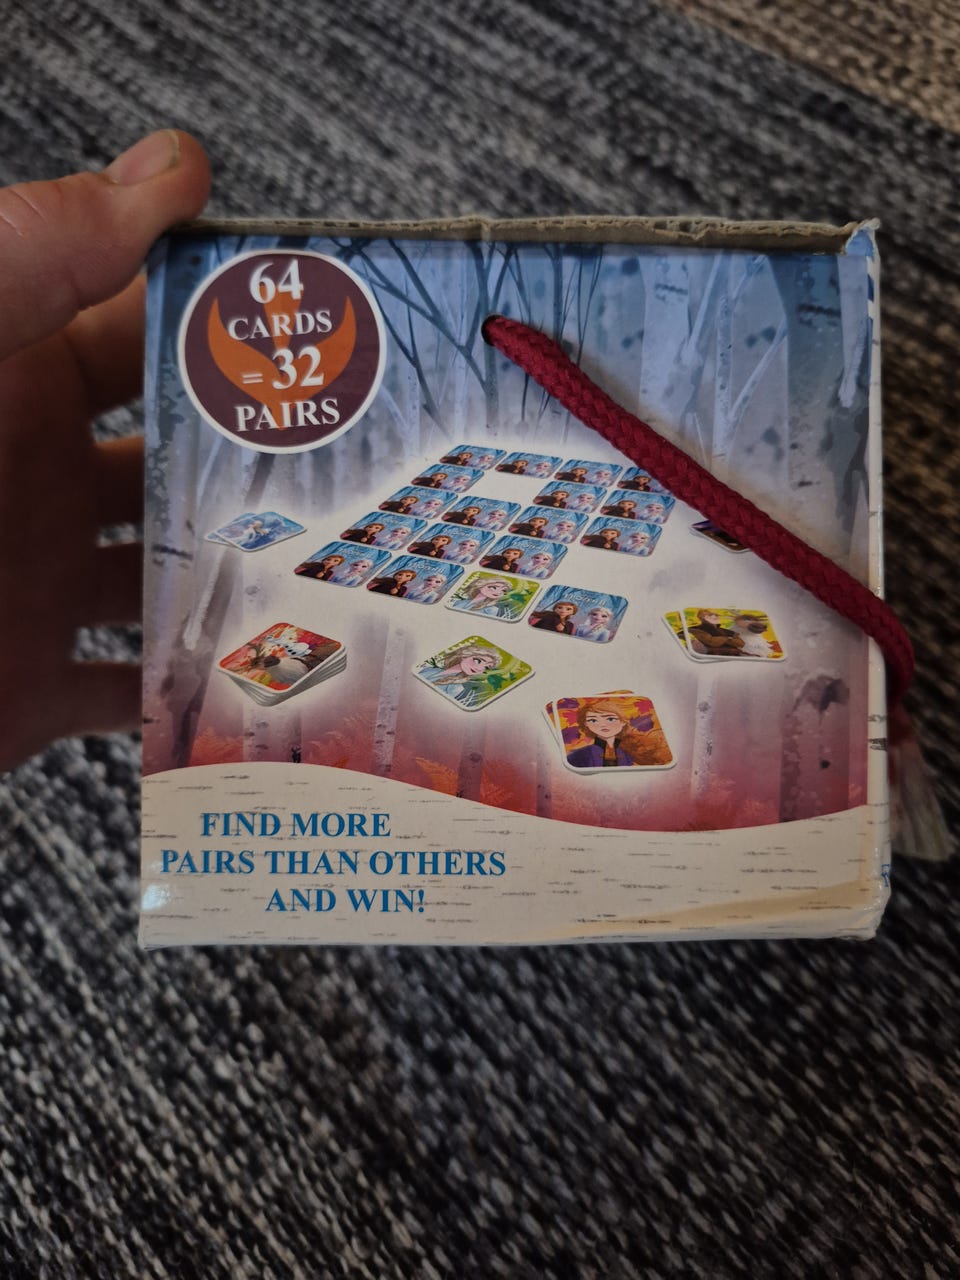 64
CARDS
= 32
PAIRS
FIND MORE
PAIRS THAN OTHERS
AND WIN!